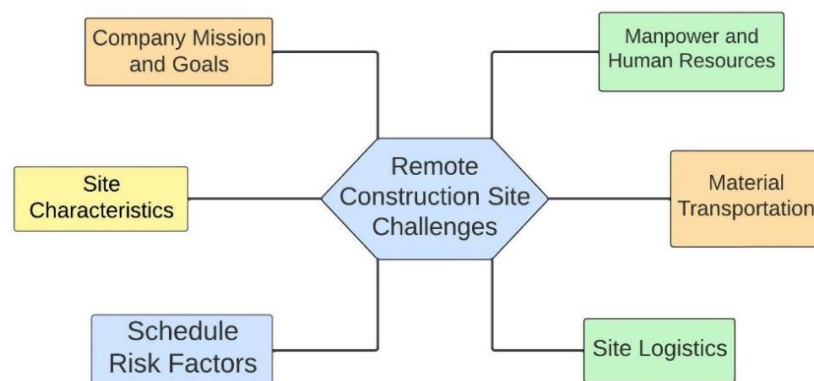 Company Mission
and Goals
Manpower and
Human Resources
Site
Characteristics
Remote
Construction Site
Challenges
Material
Transportation
Schedule
Risk Factors
Site Logistics